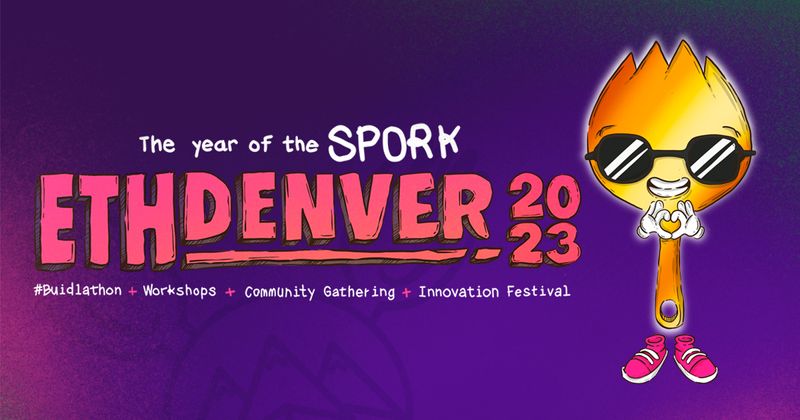 The year of the SPORK
ETHDENVER 2023
#Buidlathon + Workshops + Community Gathering + Innovation Festival